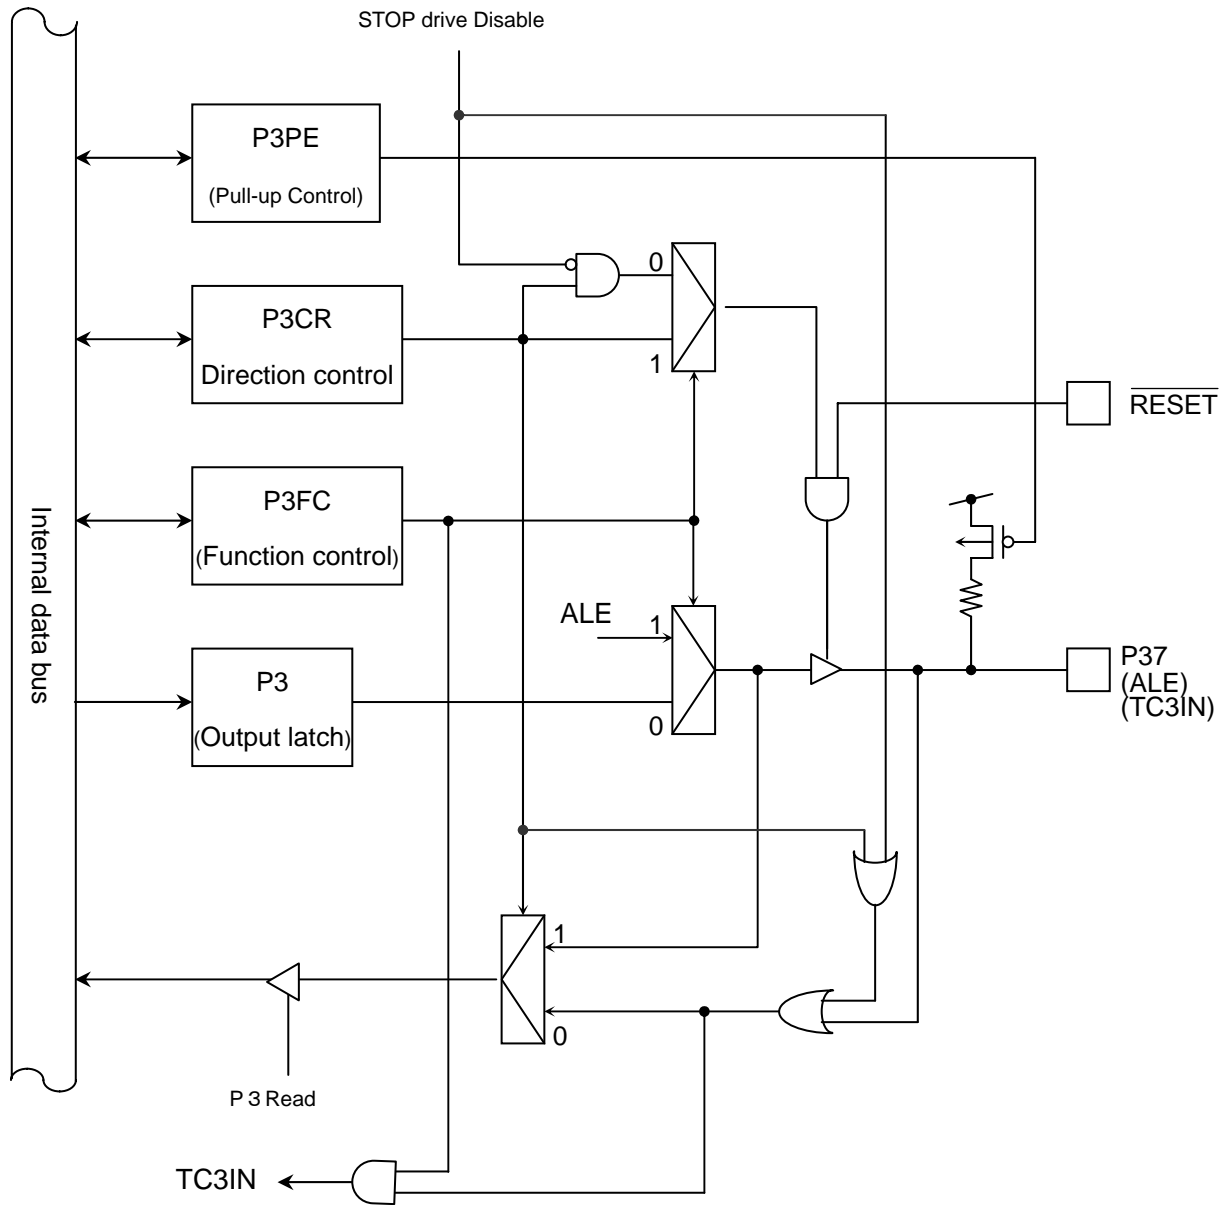 STOP drive Disable
P3PE
(Pull-up Control)
0
P3CR
Direction control
1
RESET
P3FC
(Function control)
Internal data bus
ALE
1
P3
(Output latch)
0
P37
(ALE)
(TC3IN)
1
0
P 3 Read
TC3IN